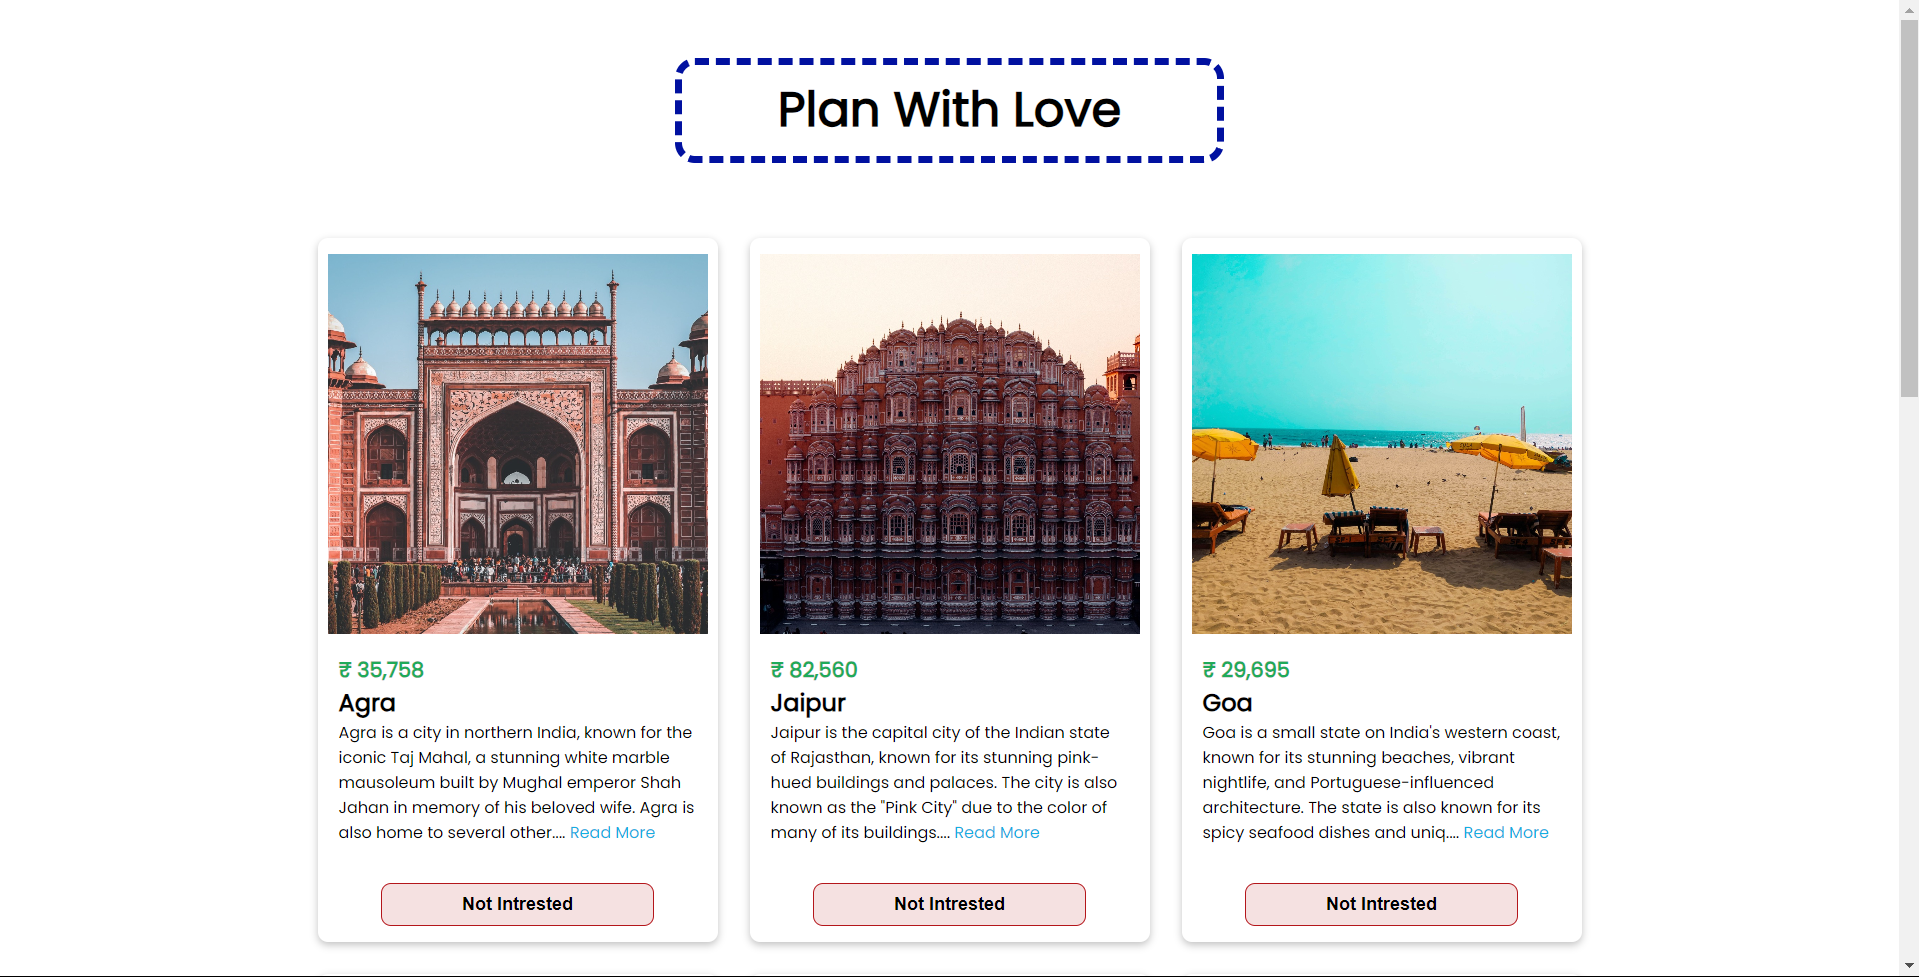 Plan With Love
₹ 35,758
Agra
Agra is a city in northern India, known for the
iconic Taj Mahal, a stunning white marble
mausoleum built by Mughal emperor Shah
Jahan in memory of his beloved wife. Agra is
also home to several other.... Read More
Not Intrested
₹ 82,560
Jaipur
Jaipur is the capital city of the Indian state
of Rajasthan, known for its stunning pink-
hued buildings and palaces. The city is also
known as the "Pink City" due to the color of
many of its buildings.... Read More
Not Intrested
₹ 29,695
Goa
Goa is a small state on India's western coast,
known for its stunning beaches, vibrant
nightlife, and Portuguese-influenced
architecture. The state is also known for its
spicy seafood dishes and uniq.... Read More
Not Intrested